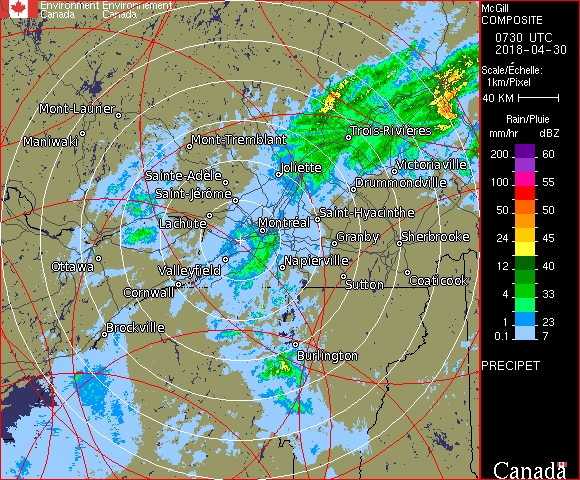 Environment Environnement
Canada Canada
McGill
COMPOSITE
0730 UTC
2018-04-30
Scale/Échelle:
1km/Pixel
40 KM
Rain/Pluie
mm/hr dBZ
200 60
150 57
100 55
50 50
24 45
12 40
4 33
1 23
0.1 7
PRECIPET
Canada
Mont-Laurier
Maniwaki
Mont-Tremblant
Trois-Rivières
Joliette
Victoriaville
Sainte-Adèle
Drummondville
Saint-Jérôme
Saint-Hyacinthe
Lachute
Montréal
Granby
Sherbrooke
Ottawa
Valleyfield
Napierville
Coaticook
Sutton
Cornwall
Brockville
Burlington